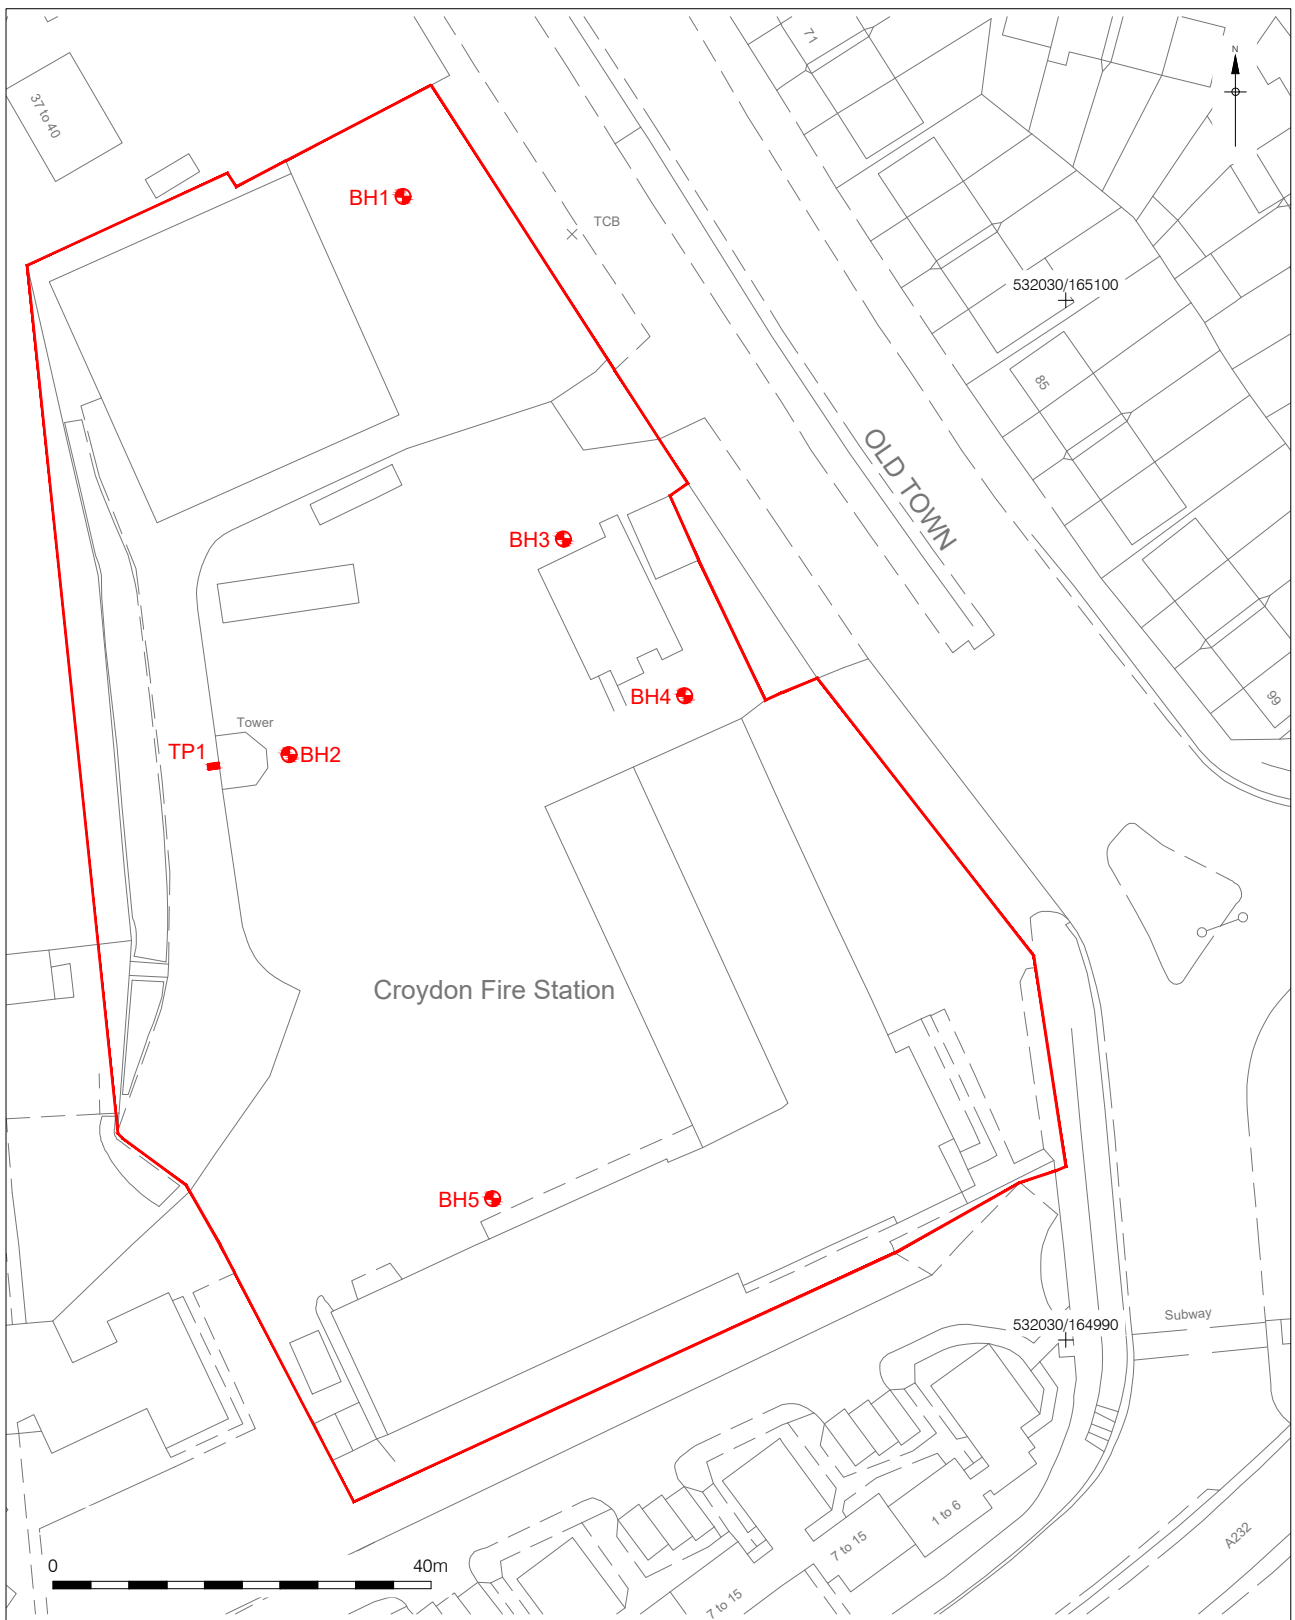 71
N
37 to 40
BH1
TCB
532030/165100
85
OLD TOWN
BH3
99
BH4
Tower
TP1
BH2
Croydon Fire Station
BH5
Subway
532030/164990
1 to 6
7 to 15
A232
0
40m
7 to 15